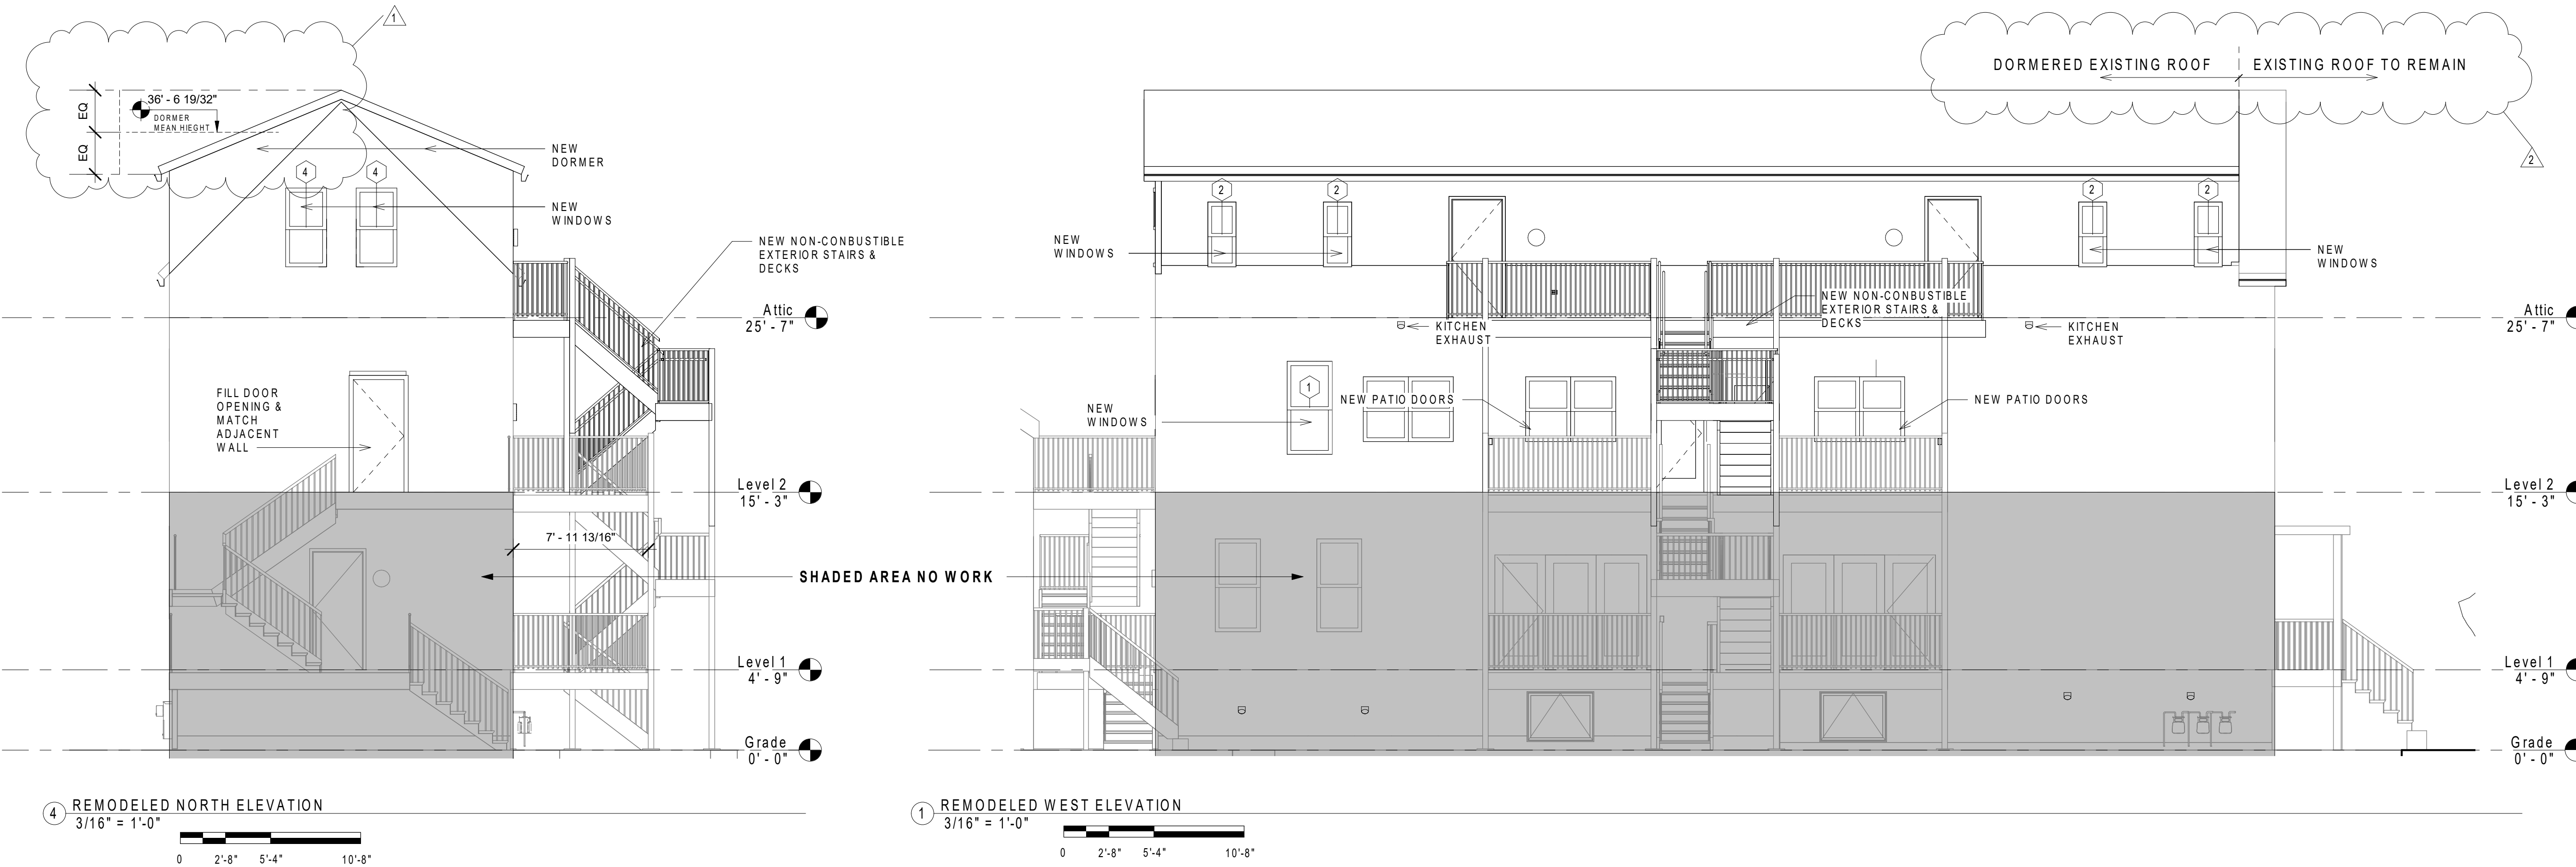 1
36' - 6 19/32"
DORMER
MEAN HIEGHT
EQ
EQ
NEW
DORMER
4
4
NEW
WINDOWS
NEW NON-CONBUSTIBLE
EXTERIOR STAIRS &
DECKS
Attic
25' - 7"
FILL DOOR
OPENING &
MATCH
ADJACENT
WALL
Level 2
15' - 3"
7' - 11 13/16"
SHADED AREA NO WORK
Level 1
4' - 9"
Grade
0' - 0"
4
REMODELED NORTH ELEVATION
3/16" = 1'-0"
0 2'-8" 5'-4" 10'-8"
DORMERED EXISTING ROOF
EXISTING ROOF TO REMAIN
2
2
2
2
2
NEW
WINDOWS
NEW
WINDOWS
NEW NON-CONBUSTIBLE
EXTERIOR STAIRS &
DECKS
KITCHEN
EXHAUST
KITCHEN
EXHAUST
Attic
25' - 7"
1
NEW
WINDOWS
NEW PATIO DOORS
NEW PATIO DOORS
Level 2
15' - 3"
Level 1
4' - 9"
Grade
0' - 0"
1
REMODELED WEST ELEVATION
3/16" = 1'-0"
0 2'-8" 5'-4" 10'-8"